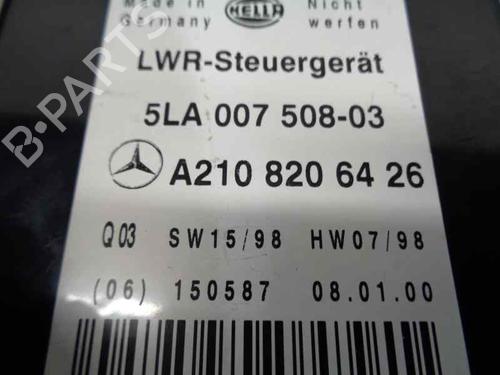 Made in HELLA Nicht
Germany werfen
LWR-Steuergerät
5LA 007 508-03
A210 820 64 26
Q03 SW15/98 HW07/98
(06) 150587 08.01.00
B-PARTS